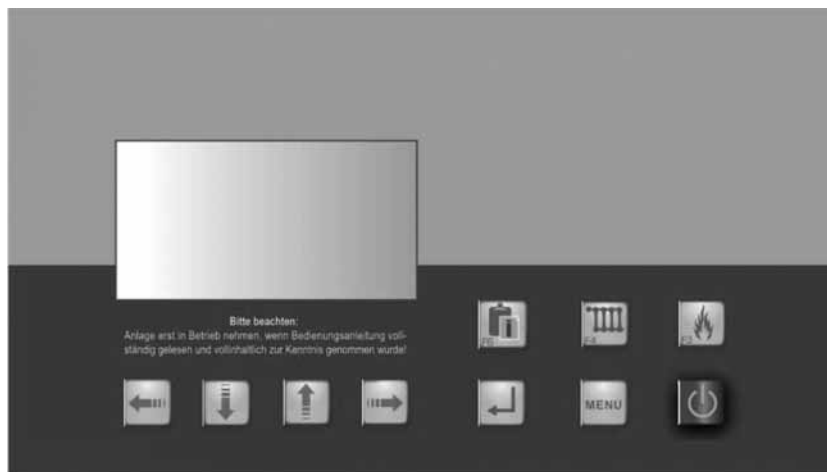 Bitte beachten:
Anlage erst in Betrieb nehmen, wenn Bedienungsanleitung voll-
ständig gelesen und vollinhaltlich zur Kenntnis genommen wurde!
MENU